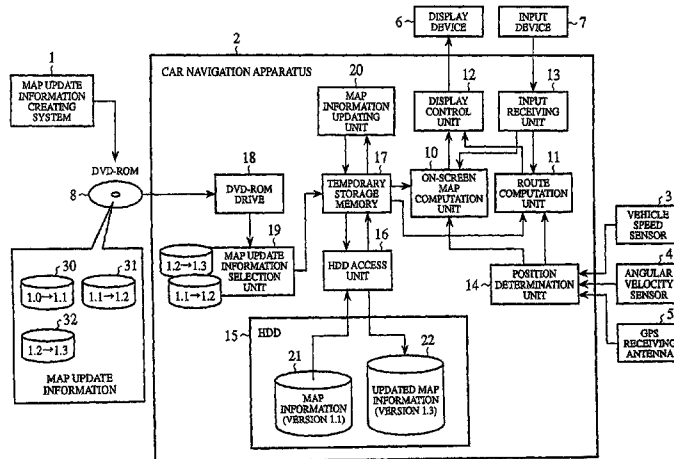 6
DISPLAY
DEVICE
INPUT
DEVICE
7
2
1
MAP UPDATE
INFORMATION
CREATING
SYSTEM
CAR NAVIGATION APPARATUS
20
MAP
INFORMATION
UPDATING
UNIT
12
DISPLAY
CONTROL
UNIT
13
INPUT
RECEIVING
UNIT
DVD-ROM
8
18
DVD-ROM
DRIVE
17
TEMPORARY
STORAGE
MEMORY
10
ON-SCREEN
MAP
COMPUTATION
UNIT
11
ROUTE
COMPUTATION
UNIT
3
VEHICLE
SPEED
SENSOR
19
MAP UPDATE
INFORMATION
SELECTION
UNIT
1.2→1.3
1.1→1.2
16
HDD ACCESS
UNIT
14
POSITION
DETERMINATION
UNIT
4
ANGULAR
VELOCITY
SENSOR
5
GPS
RECEIVING
ANTENNA
30
1.0→1.1
31
1.1→1.2
32
1.2→1.3
MAP UPDATE
INFORMATION
15
HDD
21
MAP
INFORMATION
(VERSION 1.1)
22
UPDATED MAP
INFORMATION
(VERSION 1.3)